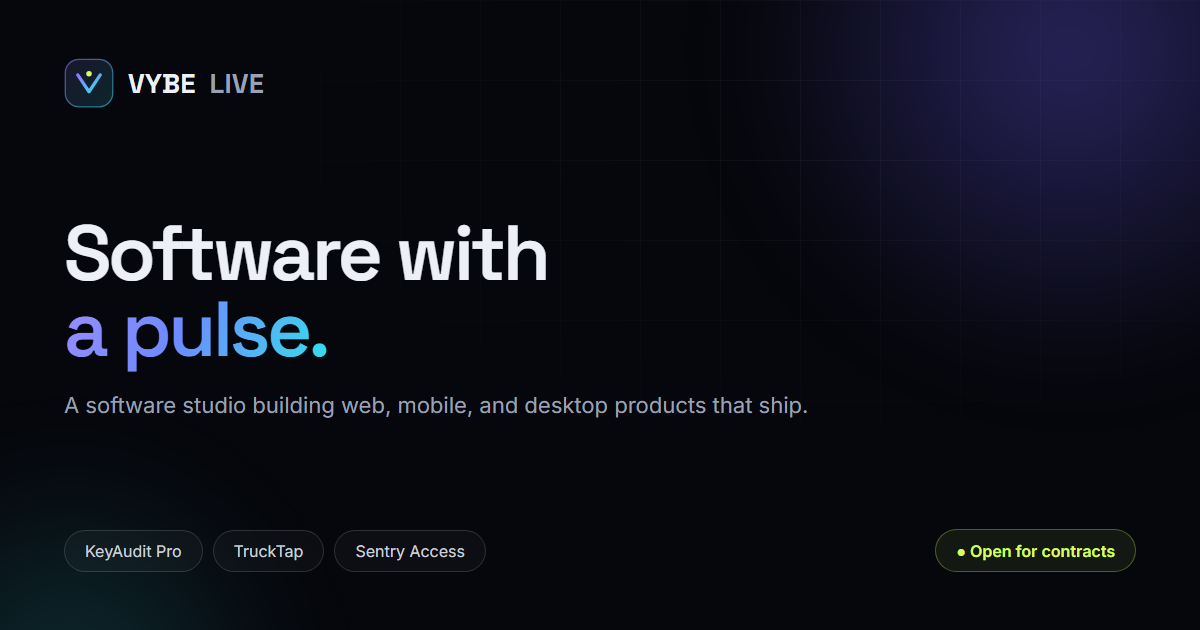 VYBE LIVE
Software with
a pulse.
A software studio building web, mobile, and desktop products that ship.
KeyAudit Pro TruckTap Sentry Access ● Open for contracts